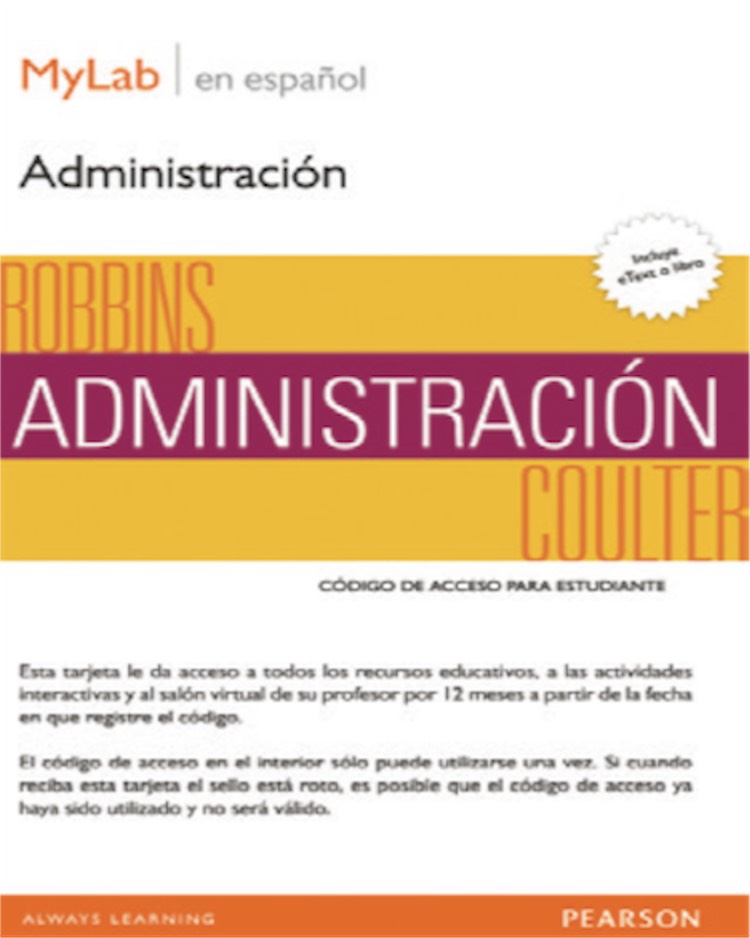 MyLab | en español
Administración
Incluye
eText o libro
ROBBINS
ADMINISTRACIÓN
COULTER
CÓDIGO DE ACCESO PARA ESTUDIANTE
Esta tarjeta le da acceso a todos los recursos educativos, a las actividades
interactivas y al salón virtual de su profesor por 12 meses a partir de la fecha
en que registre el código.
El código de acceso en el interior sólo puede utilizarse una vez. Si cuando
reciba esta tarjeta el sello está roto, es posible que el código de acceso ya
haya sido utilizado y no será válido.
ALWAYS LEARNING
PEARSON